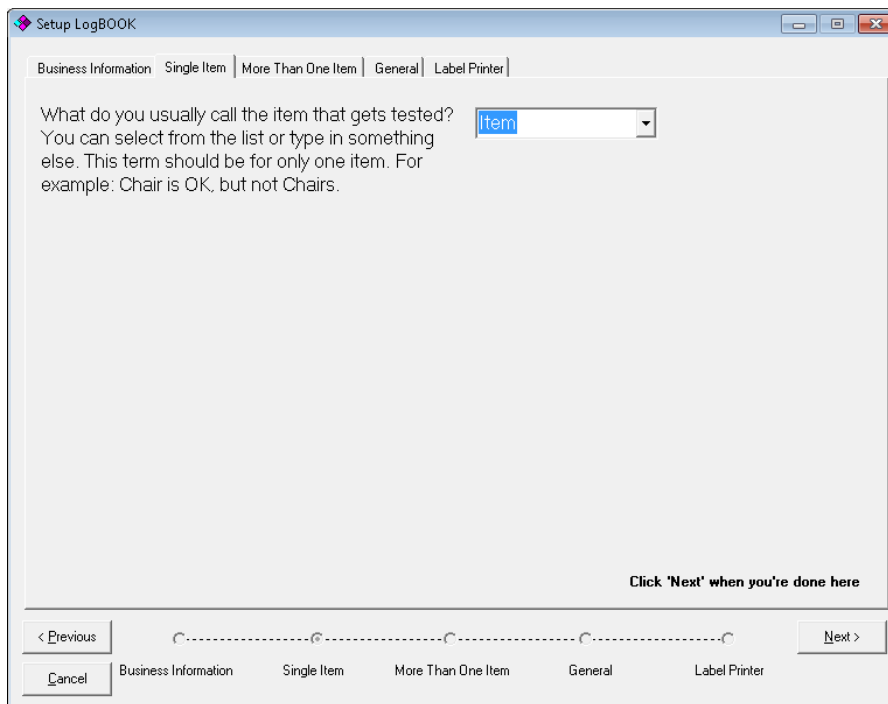 Setup LogBOOK
Business Information Single Item More Than One Item General Label Printer
What do you usually call the item that gets tested?
You can select from the list or type in something
else. This term should be for only one item. For
example: Chair is OK, but not Chairs.
Item
Click 'Next' when you're done here
< Previous
Next >
Cancel
Business Information Single Item More Than One Item General Label Printer